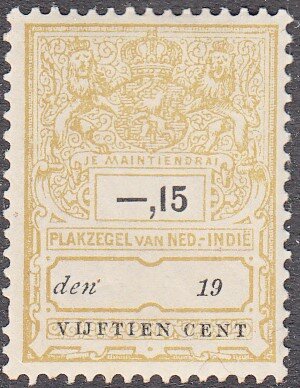 JE MAINTIENDRAI
—,15
PLAKZEGEL VAN NED.-INDIË
den 19
VIJFTIEN CENT